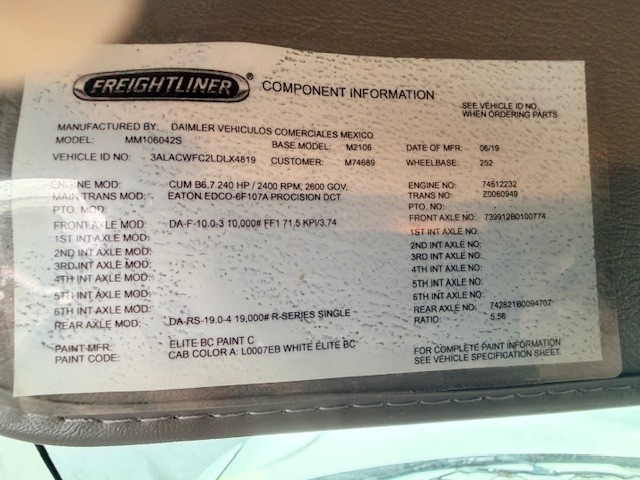 FREIGHTLINER® COMPONENT INFORMATION
SEE VEHICLE ID NO.
WHEN ORDERING PARTS
MANUFACTURED BY: DAIMLER VEHICULOS COMERCIALES MEXICO
MODEL: MM106042S BASE MODEL: M2106 DATE OF MFR: 06/19
VEHICLE ID NO: 3ALACWFC2LDLX4819 CUSTOMER: M74689 WHEELBASE: 252
ENGINE MOD: CUM B6.7 240 HP / 2400 RPM, 2600 GOV, ENGINE NO: 74512232
MAIN TRANS MOD: EATON EDCO-6F107A PROCISION DCT TRANS NO: Z0060949
PTO. MOD: PTO. NO:
FRONT AXLE MOD: DA-F-10.0-3 10,000# FF1 71.5 KPI/3.74 FRONT AXLE NO: 739912B0100774
1ST INT AXLE MOD: 1ST INT AXLE NO:
2ND INT AXLE MOD: 2ND INT AXLE NO:
3RD INT AXLE MOD: 3RD INT AXLE NO:
4TH INT AXLE MOD: 4TH INT AXLE NO:
5TH INT AXLE MOD: 5TH INT AXLE NO:
6TH INT AXLE MOD: 6TH INT AXLE NO:
REAR AXLE MOD: DA-RS-19.0-4 19,000# R-SERIES SINGLE REAR AXLE NO: 742821B0094707
RATIO: 5.56
PAINT MFR: ELITE BC PAINT C
PAINT CODE: CAB COLOR A: L0007EB WHITE ELITE BC
FOR COMPLETE PAINT INFORMATION
SEE VEHICLE SPECIFICATION SHEET.